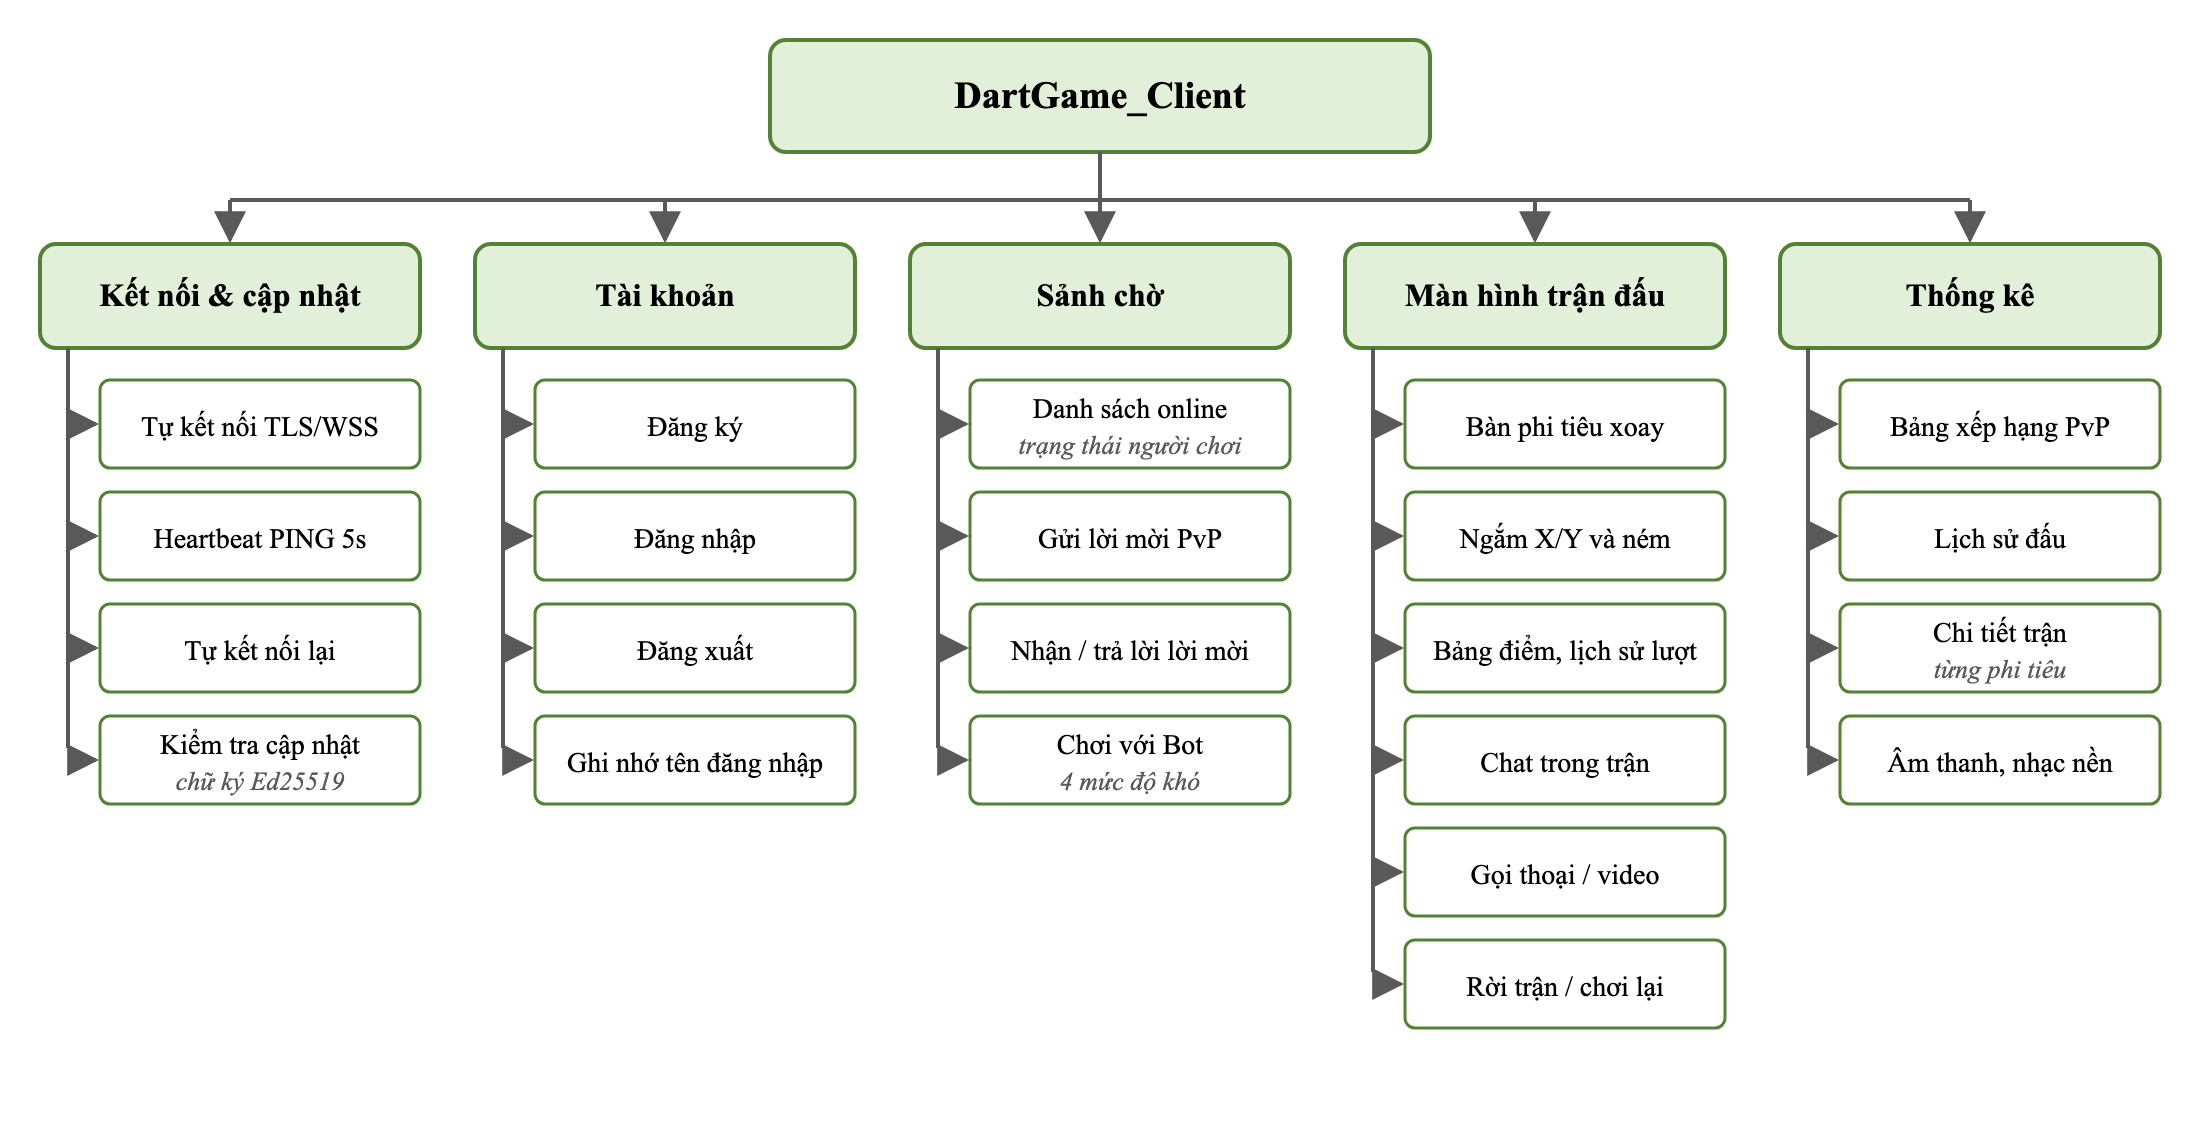 DartGame_Client
Kết nối & cập nhật
Tự kết nối TLS/WSS
Heartbeat PING 5s
Tự kết nối lại
Kiểm tra cập nhật
chữ ký Ed25519
Tài khoản
Đăng ký
Đăng nhập
Đăng xuất
Ghi nhớ tên đăng nhập
Sảnh chờ
Danh sách online
trạng thái người chơi
Gửi lời mời PvP
Nhận / trả lời lời mời
Chơi với Bot
4 mức độ khó
Màn hình trận đấu
Bàn phi tiêu xoay
Ngắm X/Y và ném
Bảng điểm, lịch sử lượt
Chat trong trận
Gọi thoại / video
Rời trận / chơi lại
Thống kê
Bảng xếp hạng PvP
Lịch sử đấu
Chi tiết trận
từng phi tiêu
Âm thanh, nhạc nền